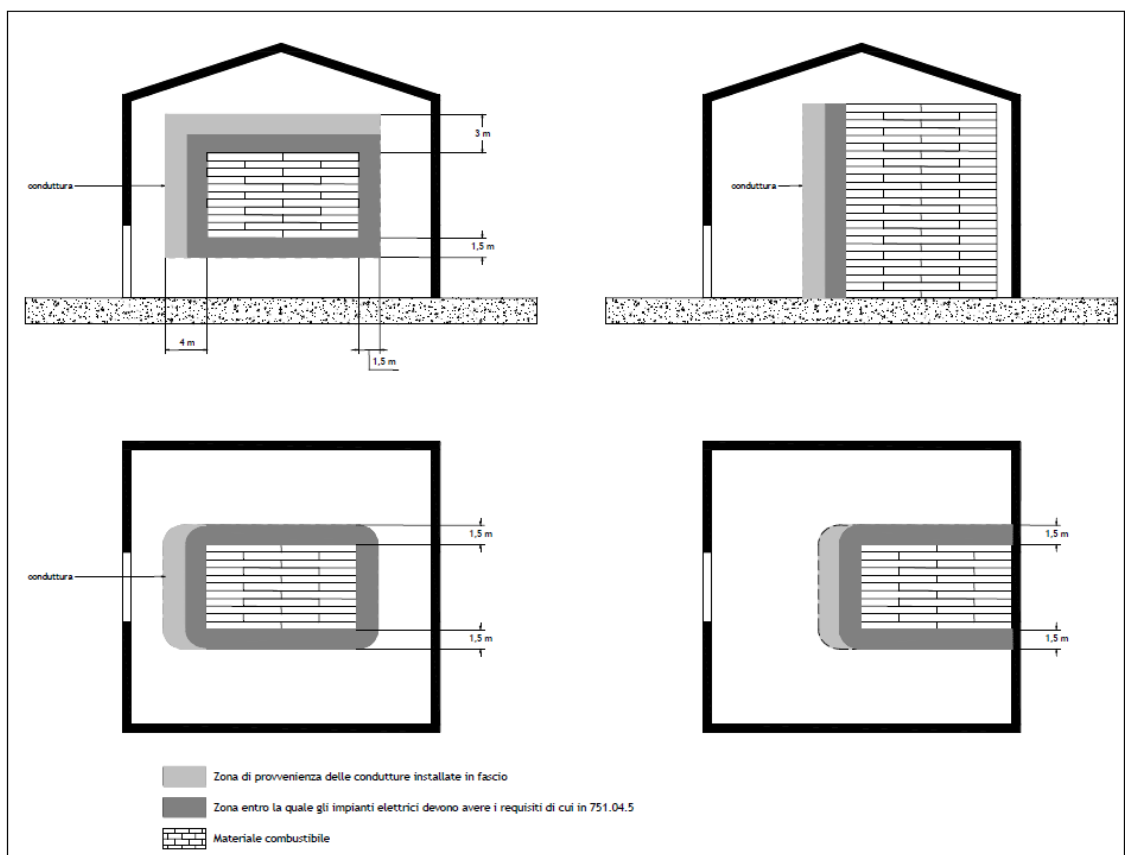 3 m
conduttura
conduttura
1,5 m
4 m
1,5 m
1,5 m
1,5 m
conduttura
1,5 m
1,5 m
Zona di provvenienza delle condutture installate in fascio
Zona entro la quale gli impianti elettrici devono avere i requisiti di cui in 751.04.5
Materiale combustibile